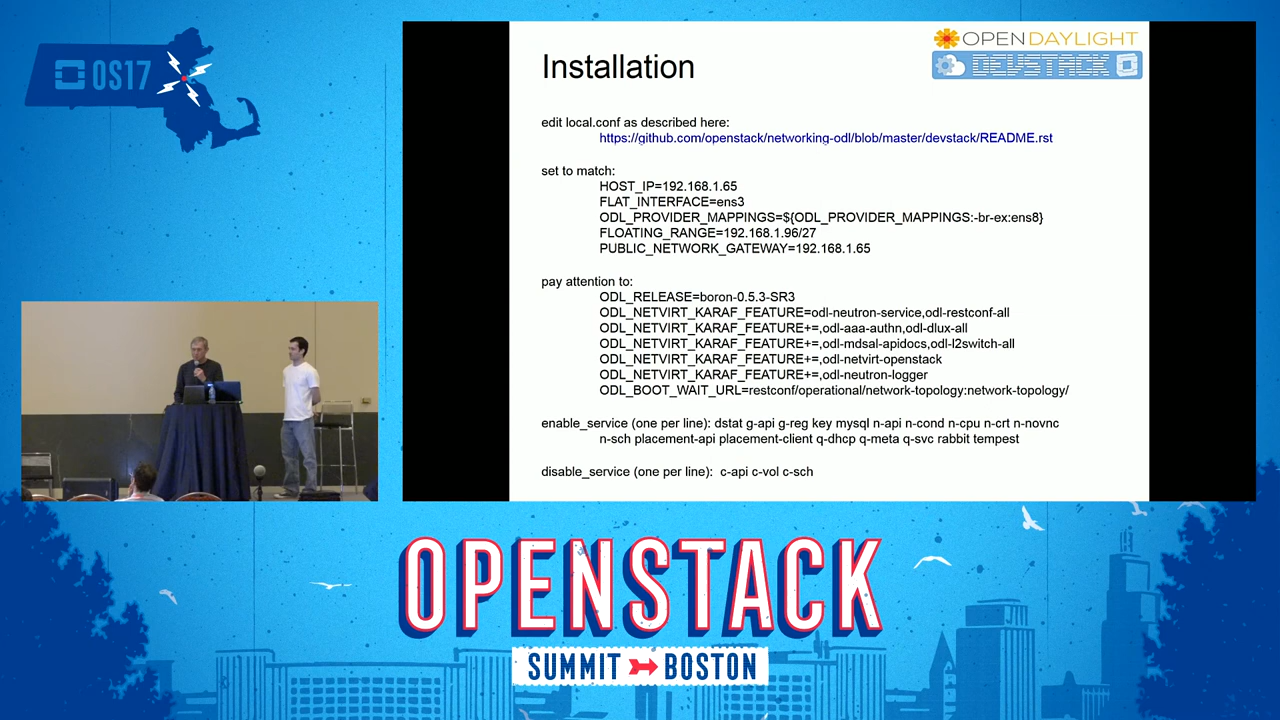 OS17
OPENDAYLIGHT
DEVSTACK
Installation
edit local.conf as described here:
https://github.com/openstack/networking-odl/blob/master/devstack/README.rst
set to match:
HOST_IP=192.168.1.65
FLAT_INTERFACE=ens3
ODL_PROVIDER_MAPPINGS=${ODL_PROVIDER_MAPPINGS:-br-ex:ens8}
FLOATING_RANGE=192.168.1.96/27
PUBLIC_NETWORK_GATEWAY=192.168.1.65
pay attention to:
ODL_RELEASE=boron-0.5.3-SR3
ODL_NETVIRT_KARAF_FEATURE=odl-neutron-service,odl-restconf-all
ODL_NETVIRT_KARAF_FEATURE+=,odl-aaa-authn,odl-dlux-all
ODL_NETVIRT_KARAF_FEATURE+=,odl-mdsal-apidocs,odl-l2switch-all
ODL_NETVIRT_KARAF_FEATURE+=,odl-netvirt-openstack
ODL_NETVIRT_KARAF_FEATURE+=,odl-neutron-logger
ODL_BOOT_WAIT_URL=restconf/operational/network-topology:network-topology/
enable_service (one per line): dstat g-api g-reg key mysql n-api n-cond n-cpu n-crt n-novnc
n-sch placement-api placement-client q-dhcp q-meta q-svc rabbit tempest
disable_service (one per line): c-api c-vol c-sch
OPENSTACK
SUMMIT BOSTON